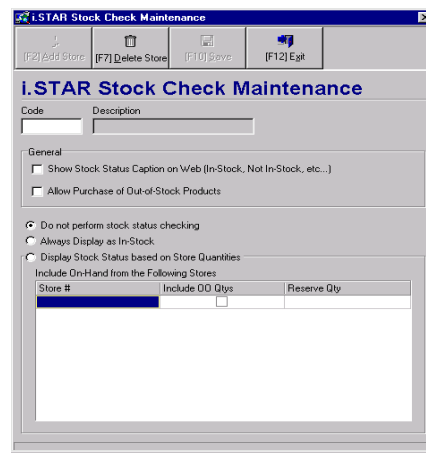 i.STAR Stock Check Maintenance
[F2] Add Store [F7] Delete Store [F10] Save [F12] Exit
i.STAR Stock Check Maintenance
Code Description
General
Show Stock Status Caption on Web (In-Stock, Not In-Stock, etc...)
Allow Purchase of Out-of-Stock Products
Do not perform stock status checking
Always Display as In-Stock
Display Stock Status based on Store Quantities
Include On-Hand from the Following Stores
Store # Include OO Qtys Reserve Qty